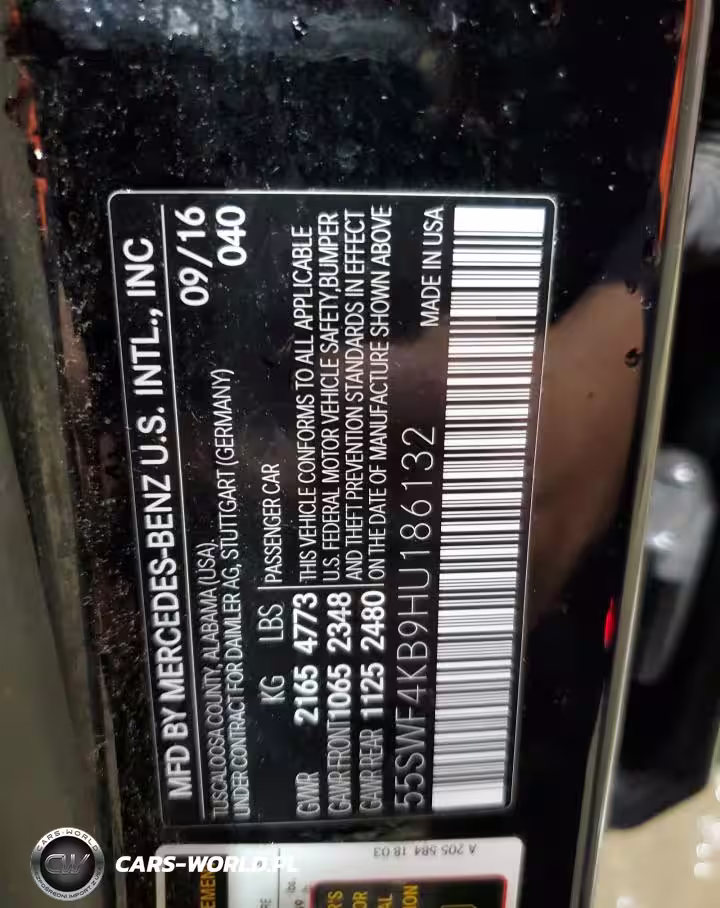 MFD BY MERCEDES-BENZ U.S. INTL., INC
TUSCALOOSA COUNTY, ALABAMA (USA) 09/16
UNDER CONTRACT FOR DAIMLER AG, STUTTGART (GERMANY) 040
KG LBS PASSENGER CAR
GVWR 2165 4773 THIS VEHICLE CONFORMS TO ALL APPLICABLE
GAWR FRONT 1065 2348 U.S. FEDERAL MOTOR VEHICLE SAFETY, BUMPER
GAWR REAR 1125 2480 AND THEFT PREVENTION STANDARDS IN EFFECT
ON THE DATE OF MANUFACTURE SHOWN ABOVE
55SWF4KB9HU186132 MADE IN USA
A 205 584 18 03
CARS-WORLD
CW
CARS-WORLD.PL